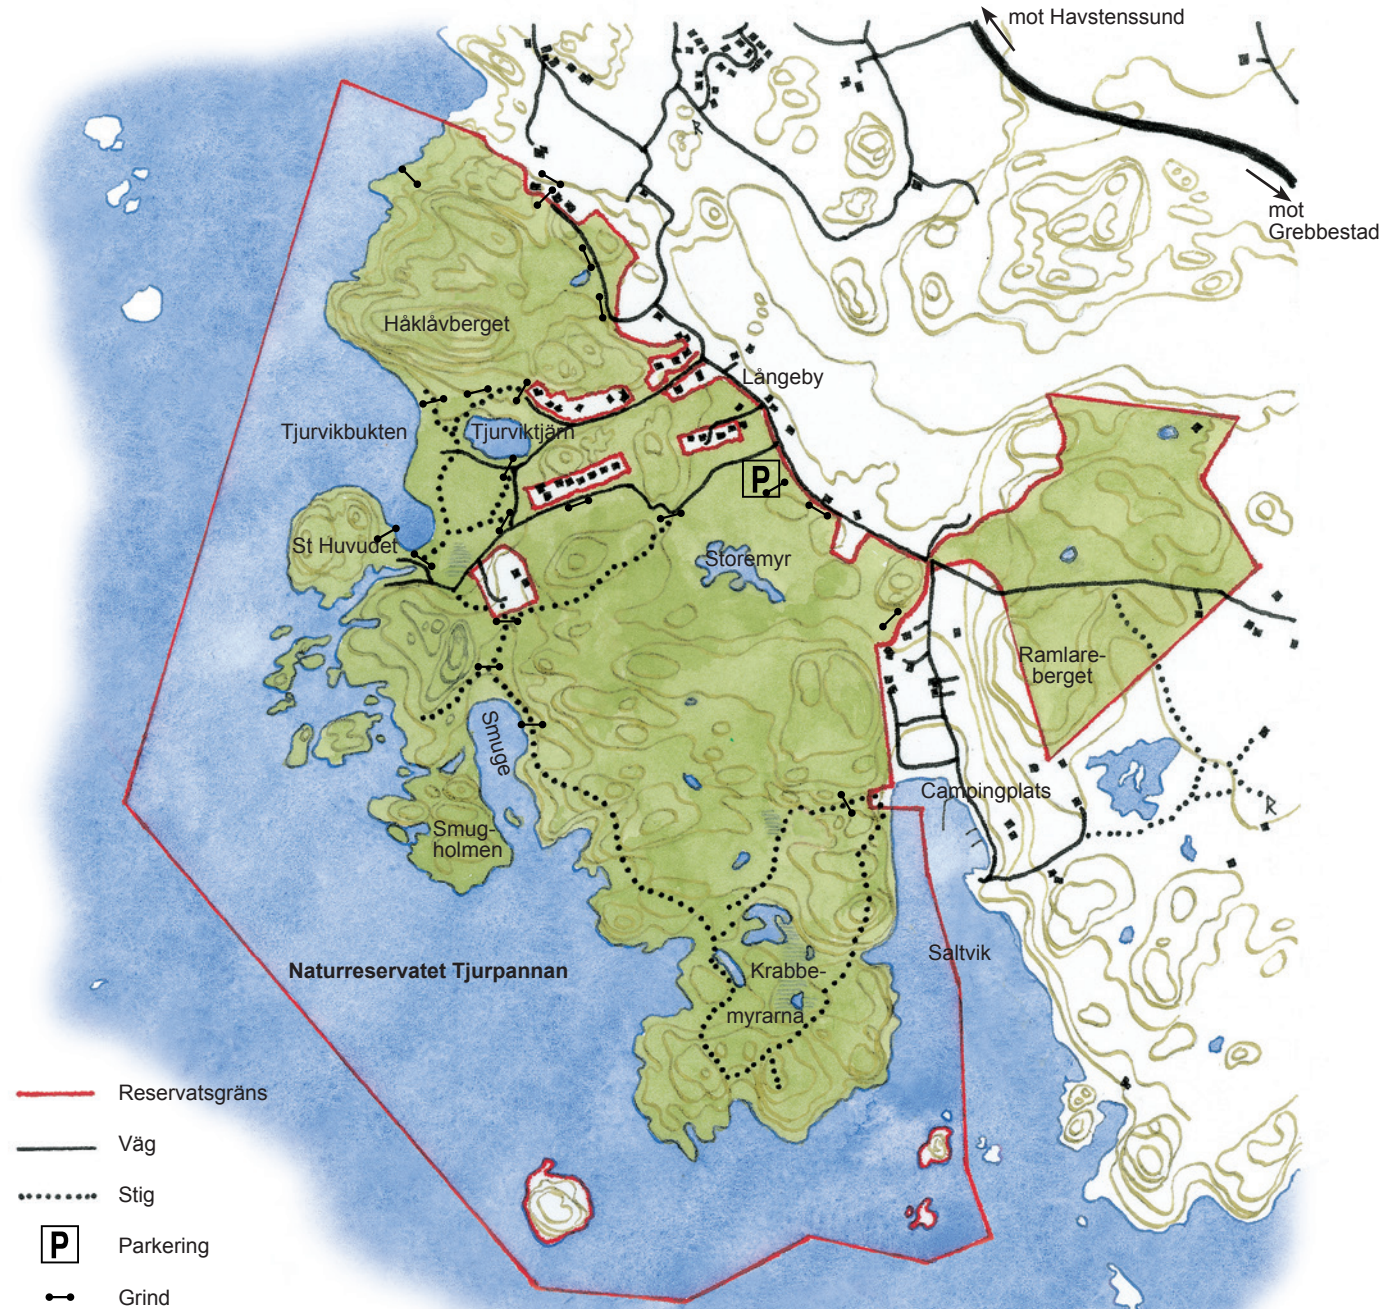 mot Havstenssund
mot
Grebbestad
Håklåvberget
Långeby
Tjurvikbukten
Tjurviktjärn
P
St Huvudet
Storemyr
Ramlare-
berget
Smuge
Campingplats
Smug-
holmen
Saltvik
Naturreservatet Tjurpannan
Krabbe-
myrarna
Reservatsgräns
Väg
Stig
P
Parkering
Grind
R
R